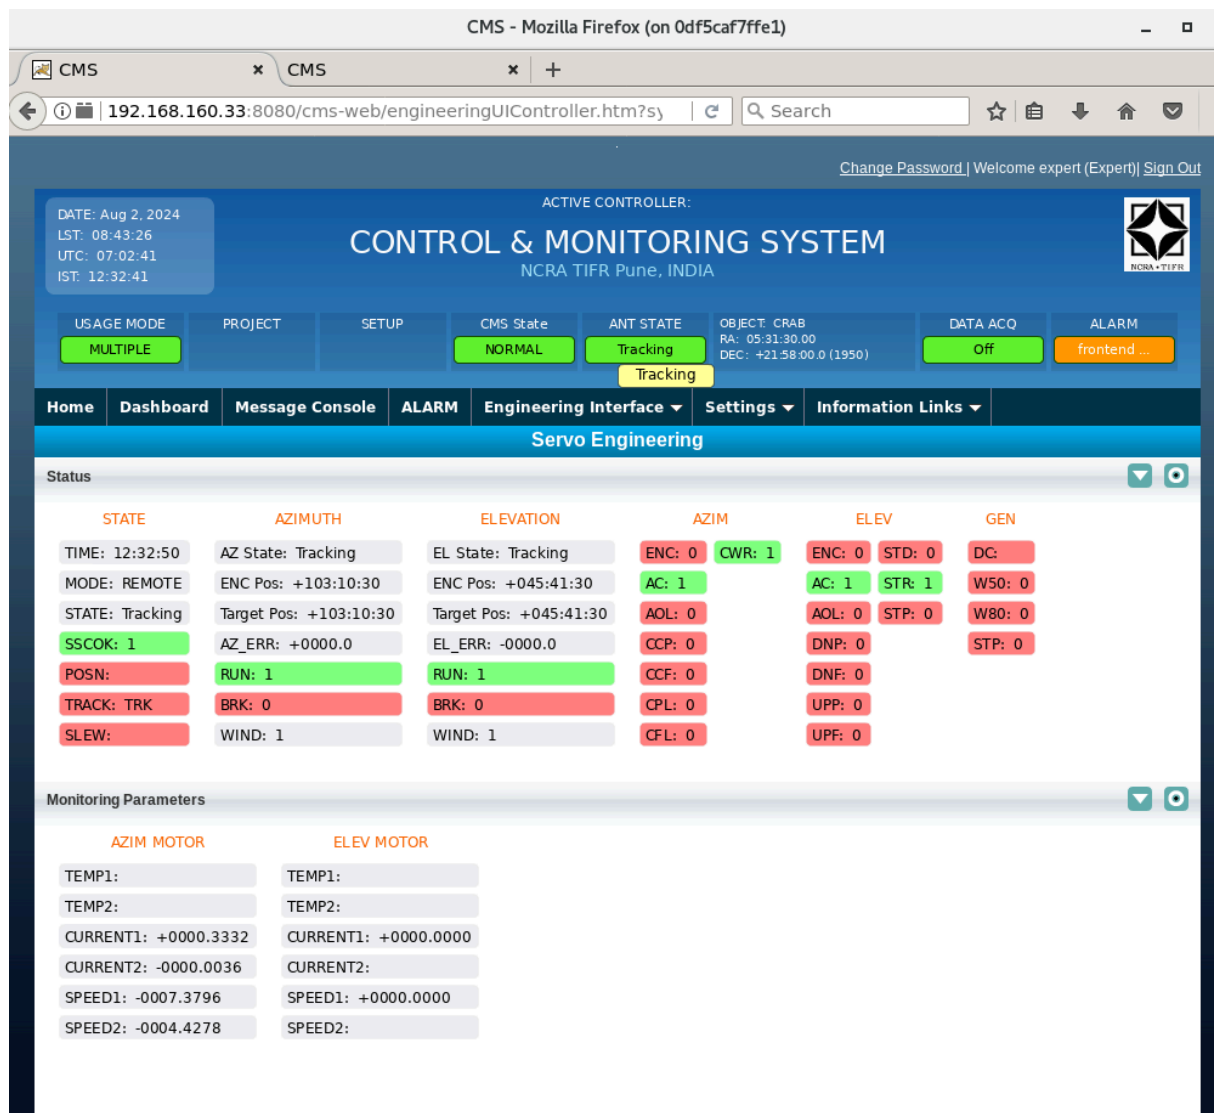 CMS - Mozilla Firefox (on 0df5caf7ffe1)
CMS CMS
192.168.160.33:8080/cms-web/engineeringUIController.htm?sy Search
Change Password | Welcome expert (Expert)| Sign Out
DATE: Aug 2, 2024
LST: 08:43:26
UTC: 07:02:41
IST: 12:32:41
ACTIVE CONTROLLER:
CONTROL & MONITORING SYSTEM
NCRA TIFR Pune, INDIA
NCRA • TIFR
USAGE MODE PROJECT SETUP CMS State ANT STATE OBJECT: CRAB DATA ACQ ALARM
MULTIPLE NORMAL Tracking RA: 05:31:30.00 Off frontend ...
DEC: +21:58:00.0 (1950)
Tracking
Home Dashboard Message Console ALARM Engineering Interface Settings Information Links
Servo Engineering
Status
STATE AZIMUTH ELEVATION AZIM ELEV GEN
TIME: 12:32:50 AZ State: Tracking EL State: Tracking ENC: 0 CWR: 1 ENC: 0 STD: 0 DC:
MODE: REMOTE ENC Pos: +103:10:30 ENC Pos: +045:41:30 AC: 1 AC: 1 STR: 1 W50: 0
STATE: Tracking Target Pos: +103:10:30 Target Pos: +045:41:30 AOL: 0 AOL: 0 STP: 0 W80: 0
SSCOK: 1 AZ_ERR: +0000.0 EL_ERR: -0000.0 CCP: 0 DNP: 0 STP: 0
POSN: RUN: 1 RUN: 1 CCF: 0 DNF: 0
TRACK: TRK BRK: 0 BRK: 0 CPL: 0 UPP: 0
SLEW: WIND: 1 WIND: 1 CFL: 0 UPF: 0
Monitoring Parameters
AZIM MOTOR ELEV MOTOR
TEMP1: TEMP1:
TEMP2: TEMP2:
CURRENT1: +0000.3332 CURRENT1: +0000.0000
CURRENT2: -0000.0036 CURRENT2:
SPEED1: -0007.3796 SPEED1: +0000.0000
SPEED2: -0004.4278 SPEED2: